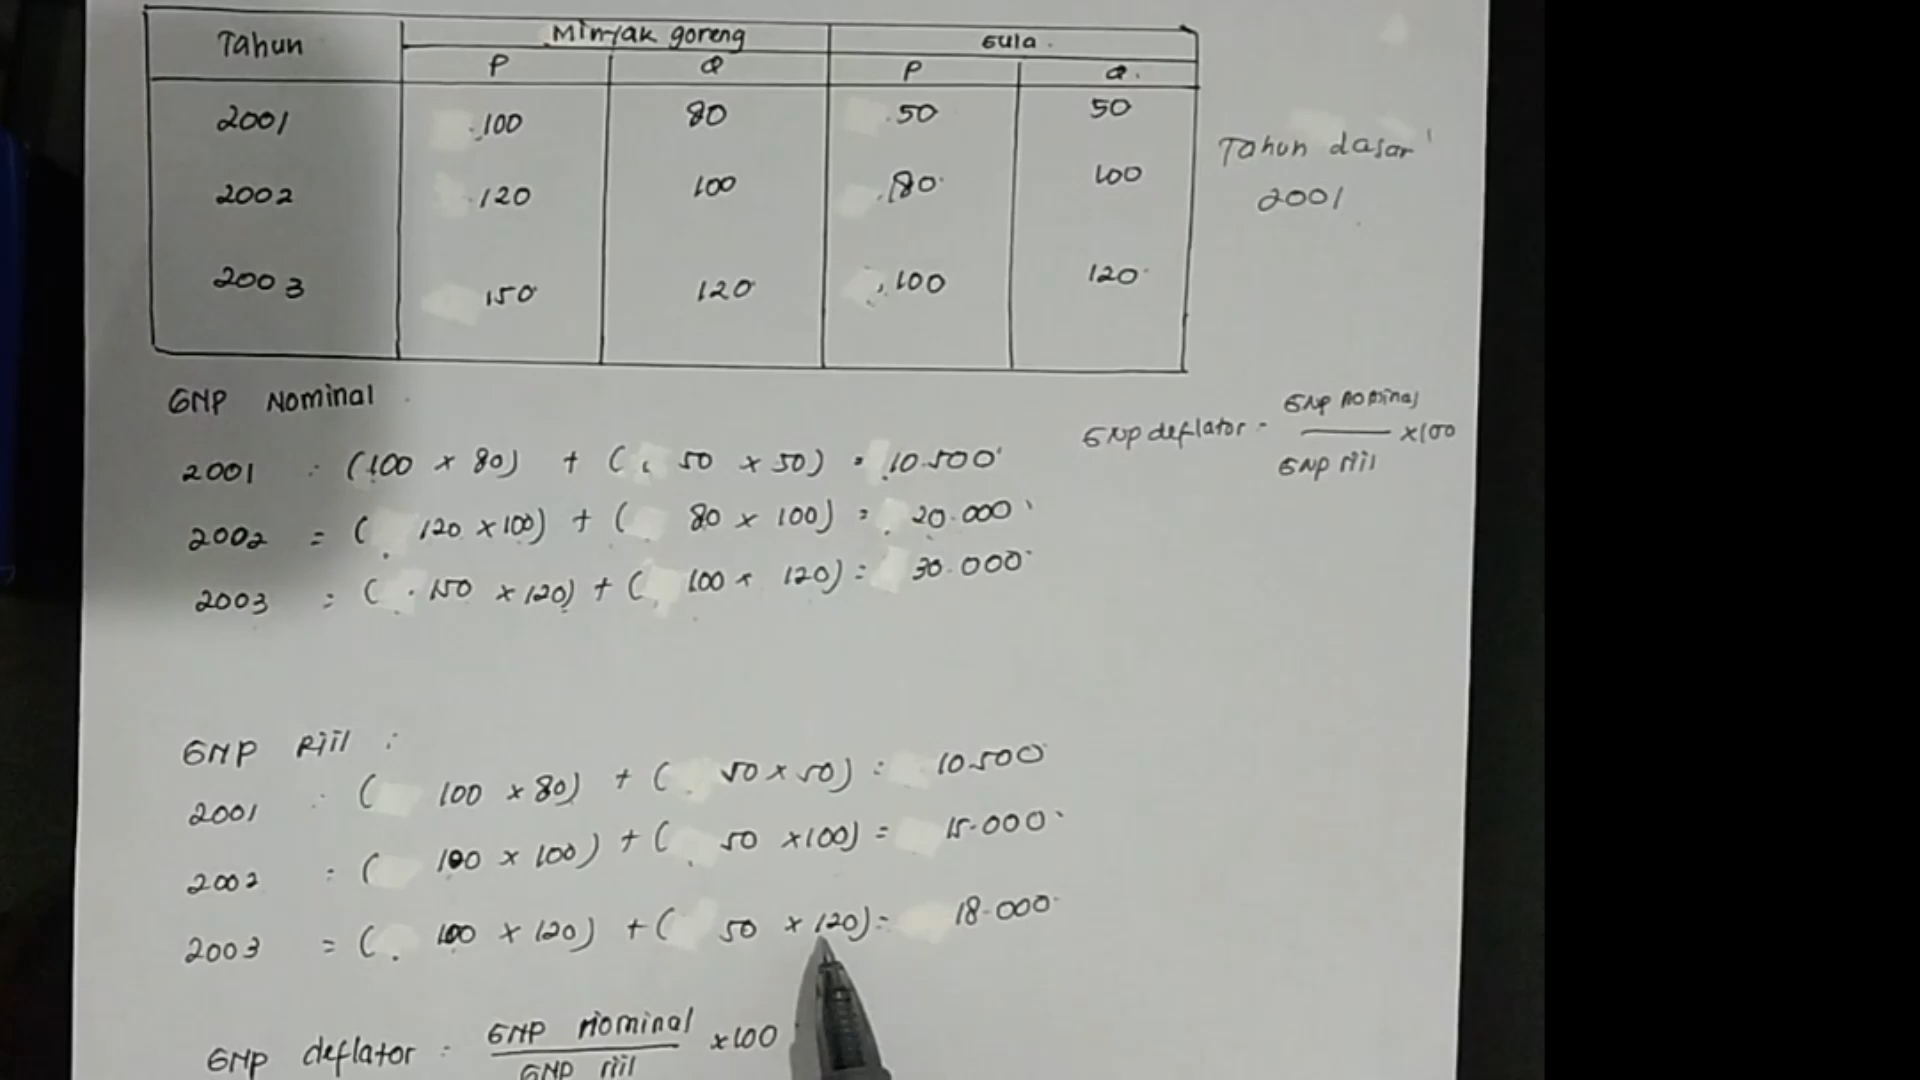 Tahun Minyak goreng Gula
P Q P Q.
2001 100 80 50 50
2002 120 100 80 100
2003 150 120 100 120
Tahun dasar
2001
GNP Nominal
2001 : (100 x 80) + ( 50 x 50) = 10.500
2002 = ( 120 x 100) + ( 80 x 100) = 20.000
2003 = ( 150 x 120) + ( 100 x 120) = 30.000
GNP deflator = GNP nominal
x100
GNP riil
GNP Riil :
2001 : ( 100 x 80) + ( 50 x 50) = 10.500
2002 = ( 100 x 100) + ( 50 x 100) = 15.000
2003 = ( 100 x 120) + ( 50 x 120) = 18.000
GNP deflator = GNP Nominal x100
GNP riil